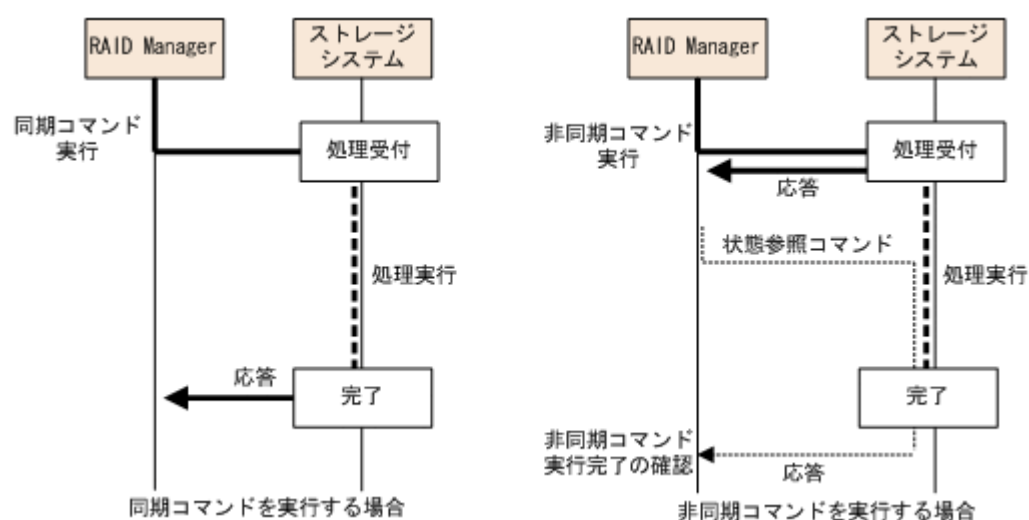 RAID Manager
ストレージ
システム
同期コマンド
実行
処理受付
処理実行
応答
完了
同期コマンドを実行する場合
RAID Manager
ストレージ
システム
非同期コマンド
実行
処理受付
応答
状態参照コマンド
処理実行
完了
非同期コマンド
実行完了の確認
応答
非同期コマンドを実行する場合